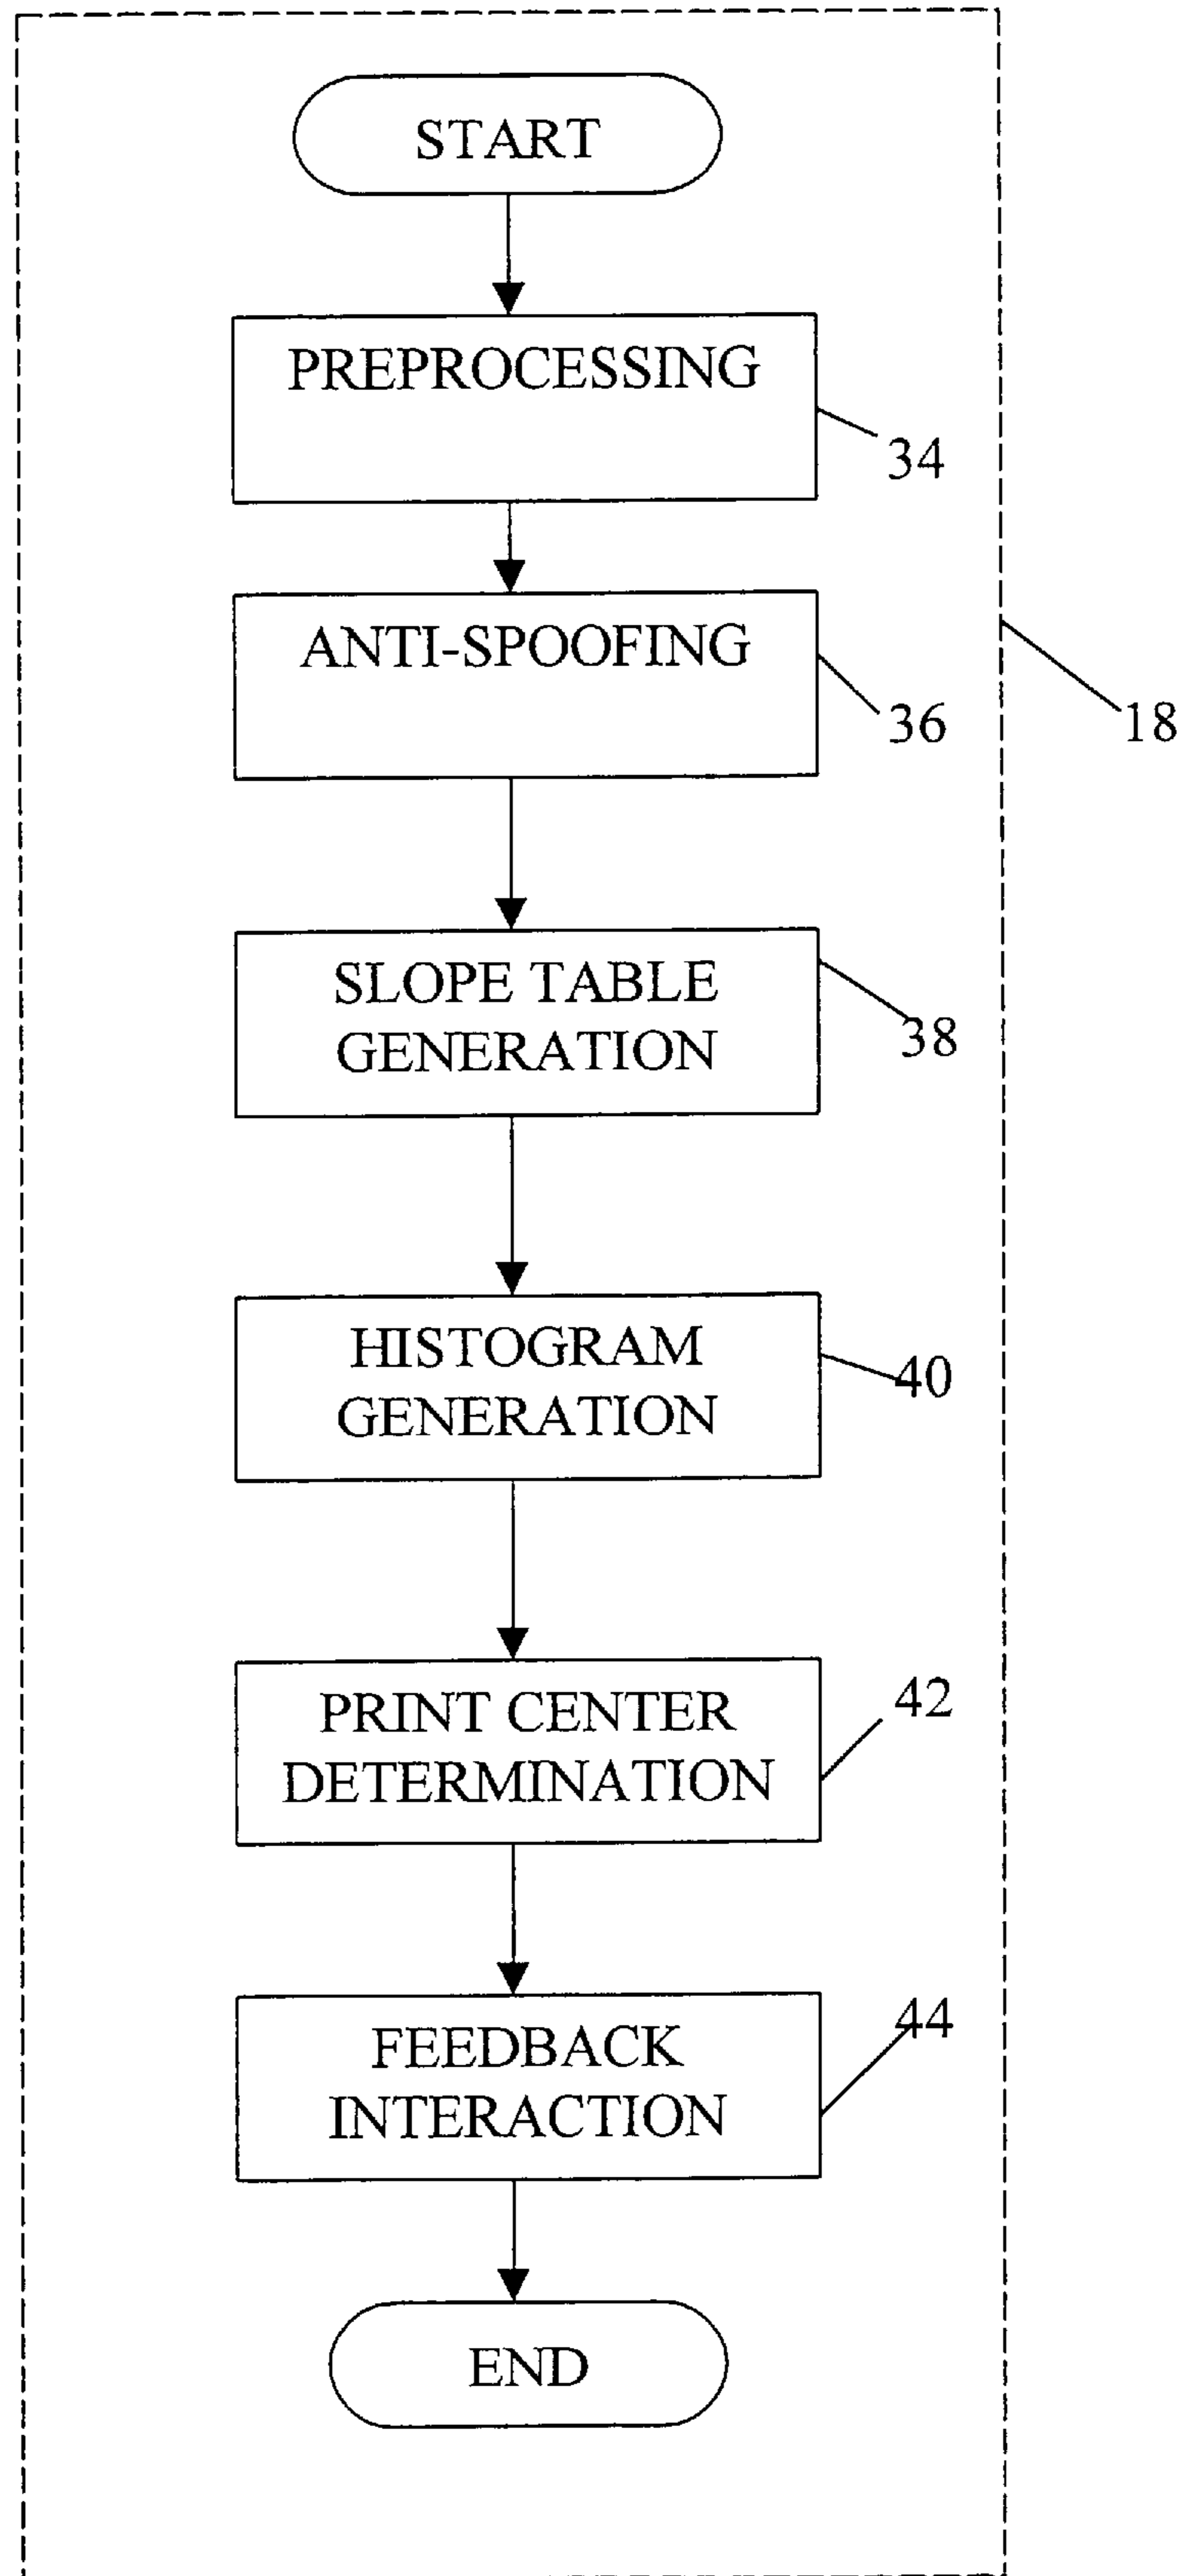 START
PREPROCESSING
34
ANTI-SPOOFING
36
18
SLOPE TABLE
GENERATION
38
HISTOGRAM
GENERATION
40
PRINT CENTER
DETERMINATION
42
FEEDBACK
INTERACTION
44
END